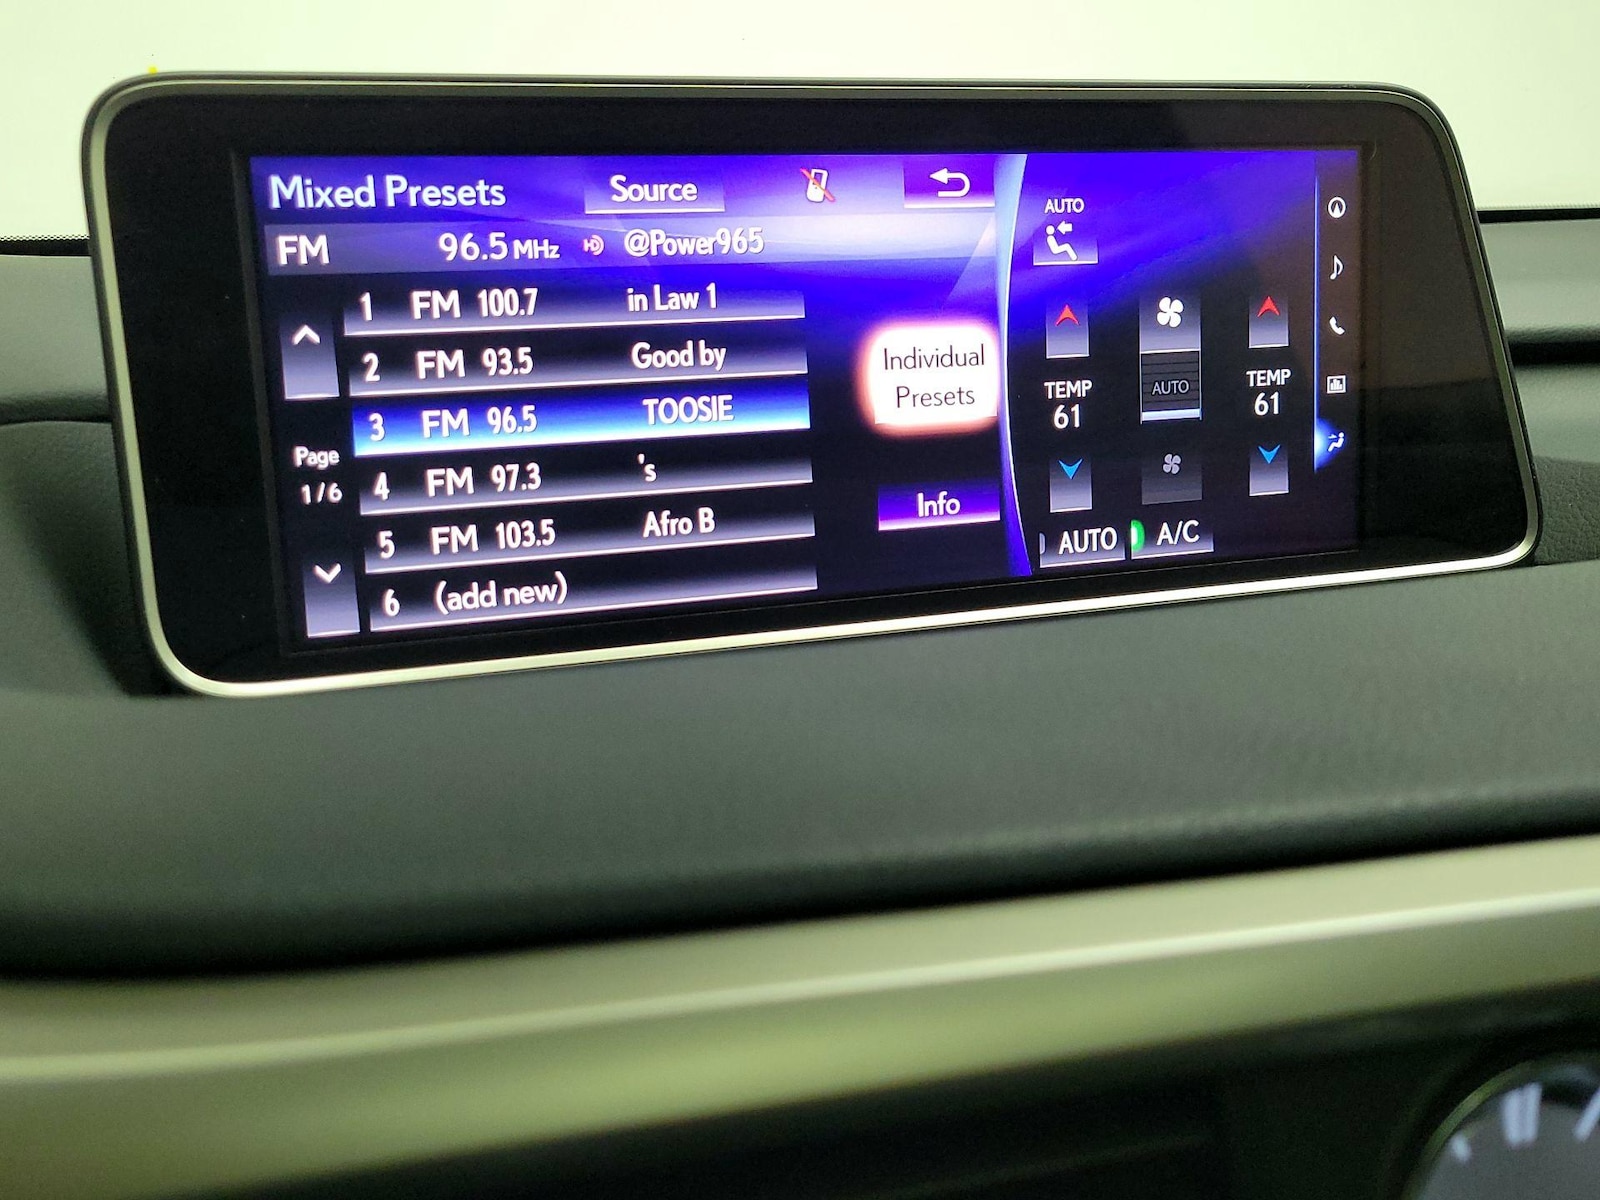 Mixed Presets
Source
FM 96.5 MHz HD @Power965
1 FM 100.7 in Law 1
2 FM 93.5 Good by
3 FM 96.5 TOOSIE
4 FM 97.3 's
5 FM 103.5 Afro B
6 (add new)
Page
1/6
Individual
Presets
Info
AUTO
TEMP
61
AUTO
TEMP
61
AUTO
A/C